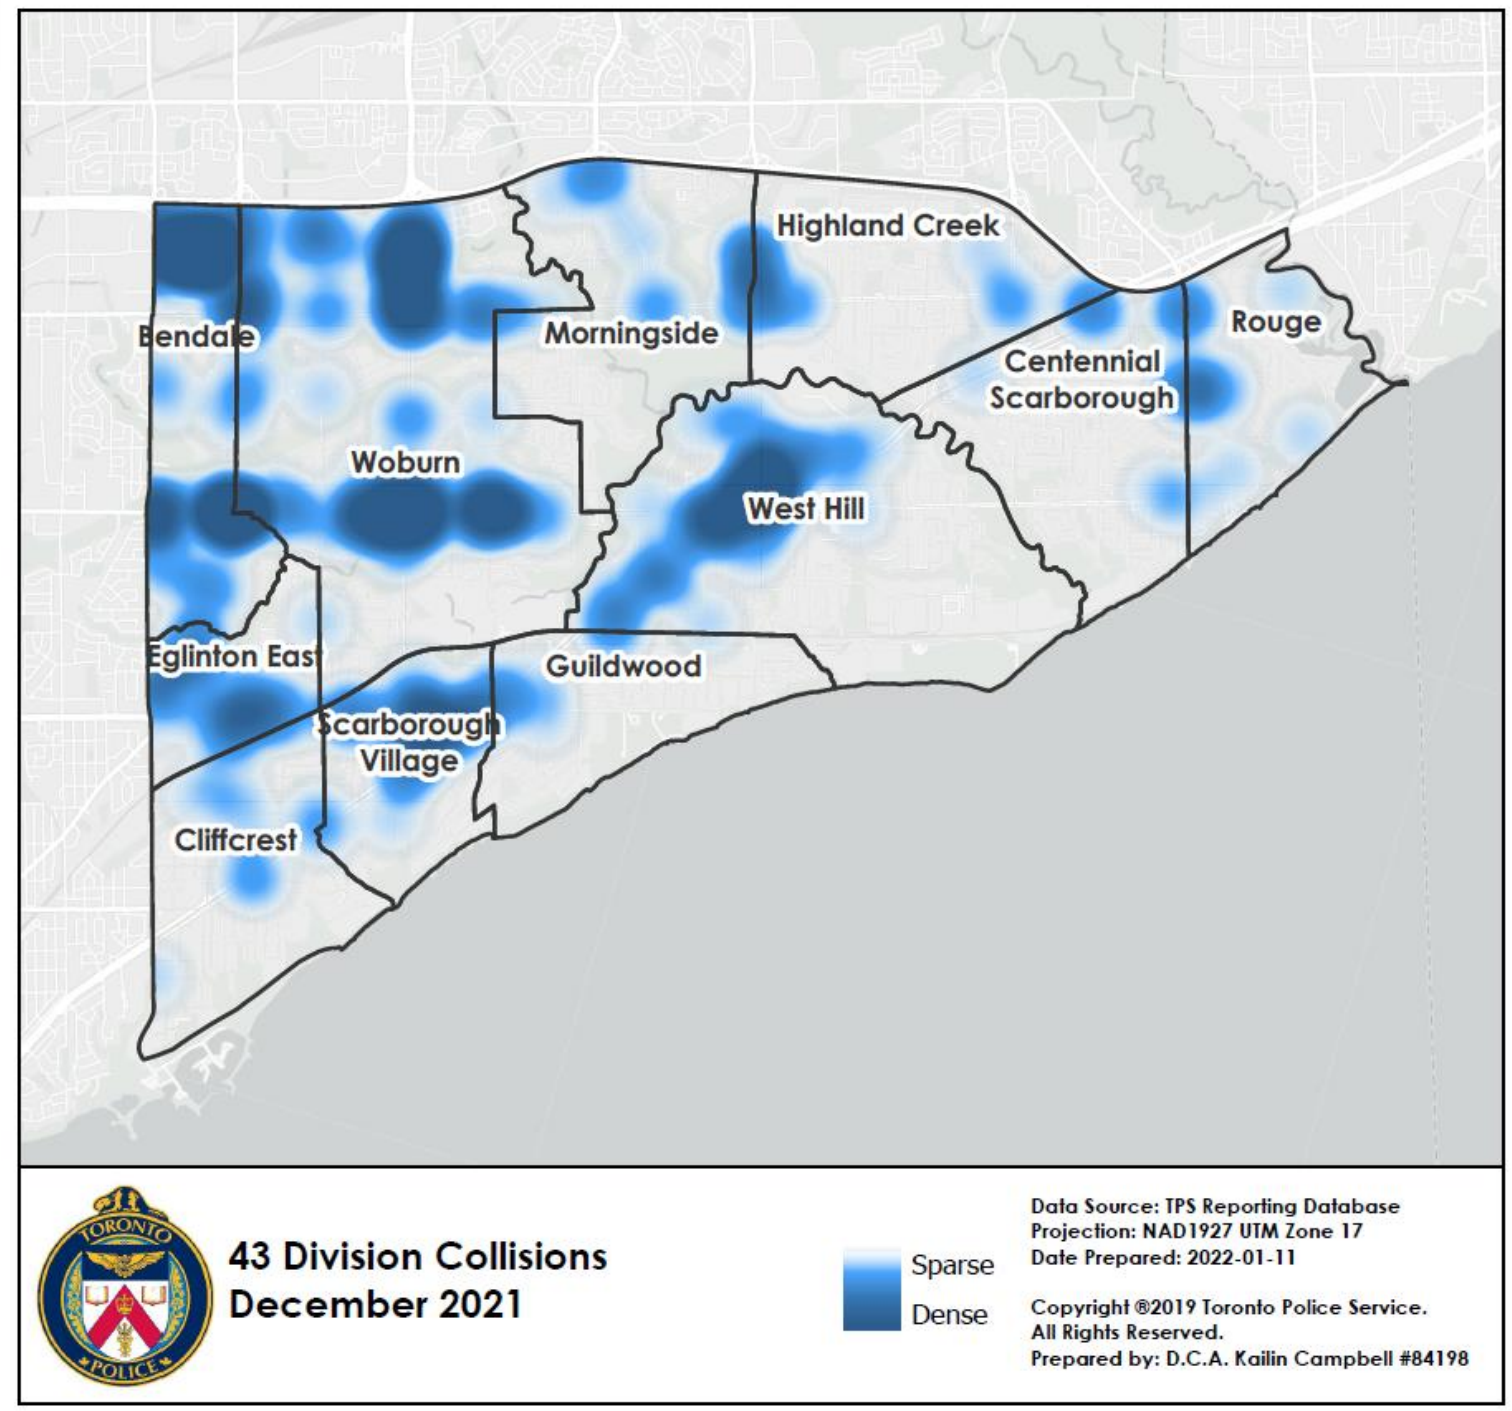 Highland Creek
Bendale
Morningside
Rouge
Centennial
Scarborough
Woburn
West Hill
Eglinton East
Guildwood
Scarborough
Village
Cliffcrest
TORONTO
POLICE
43 Division Collisions
December 2021
Sparse
Dense
Data Source: TPS Reporting Database
Projection: NAD1927 UTM Zone 17
Date Prepared: 2022-01-11
Copyright ®2019 Toronto Police Service.
All Rights Reserved.
Prepared by: D.C.A. Kailin Campbell #84198